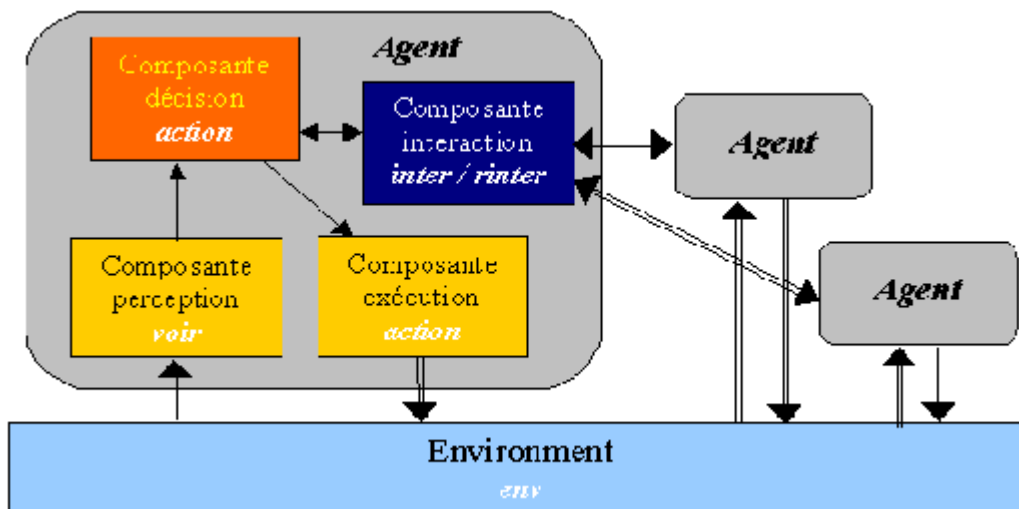 Agent
Composante
décision
action
Composante
interaction
inter / rinter
Agent
Composante
perception
voir
Composante
exécution
action
Agent
Environment
env